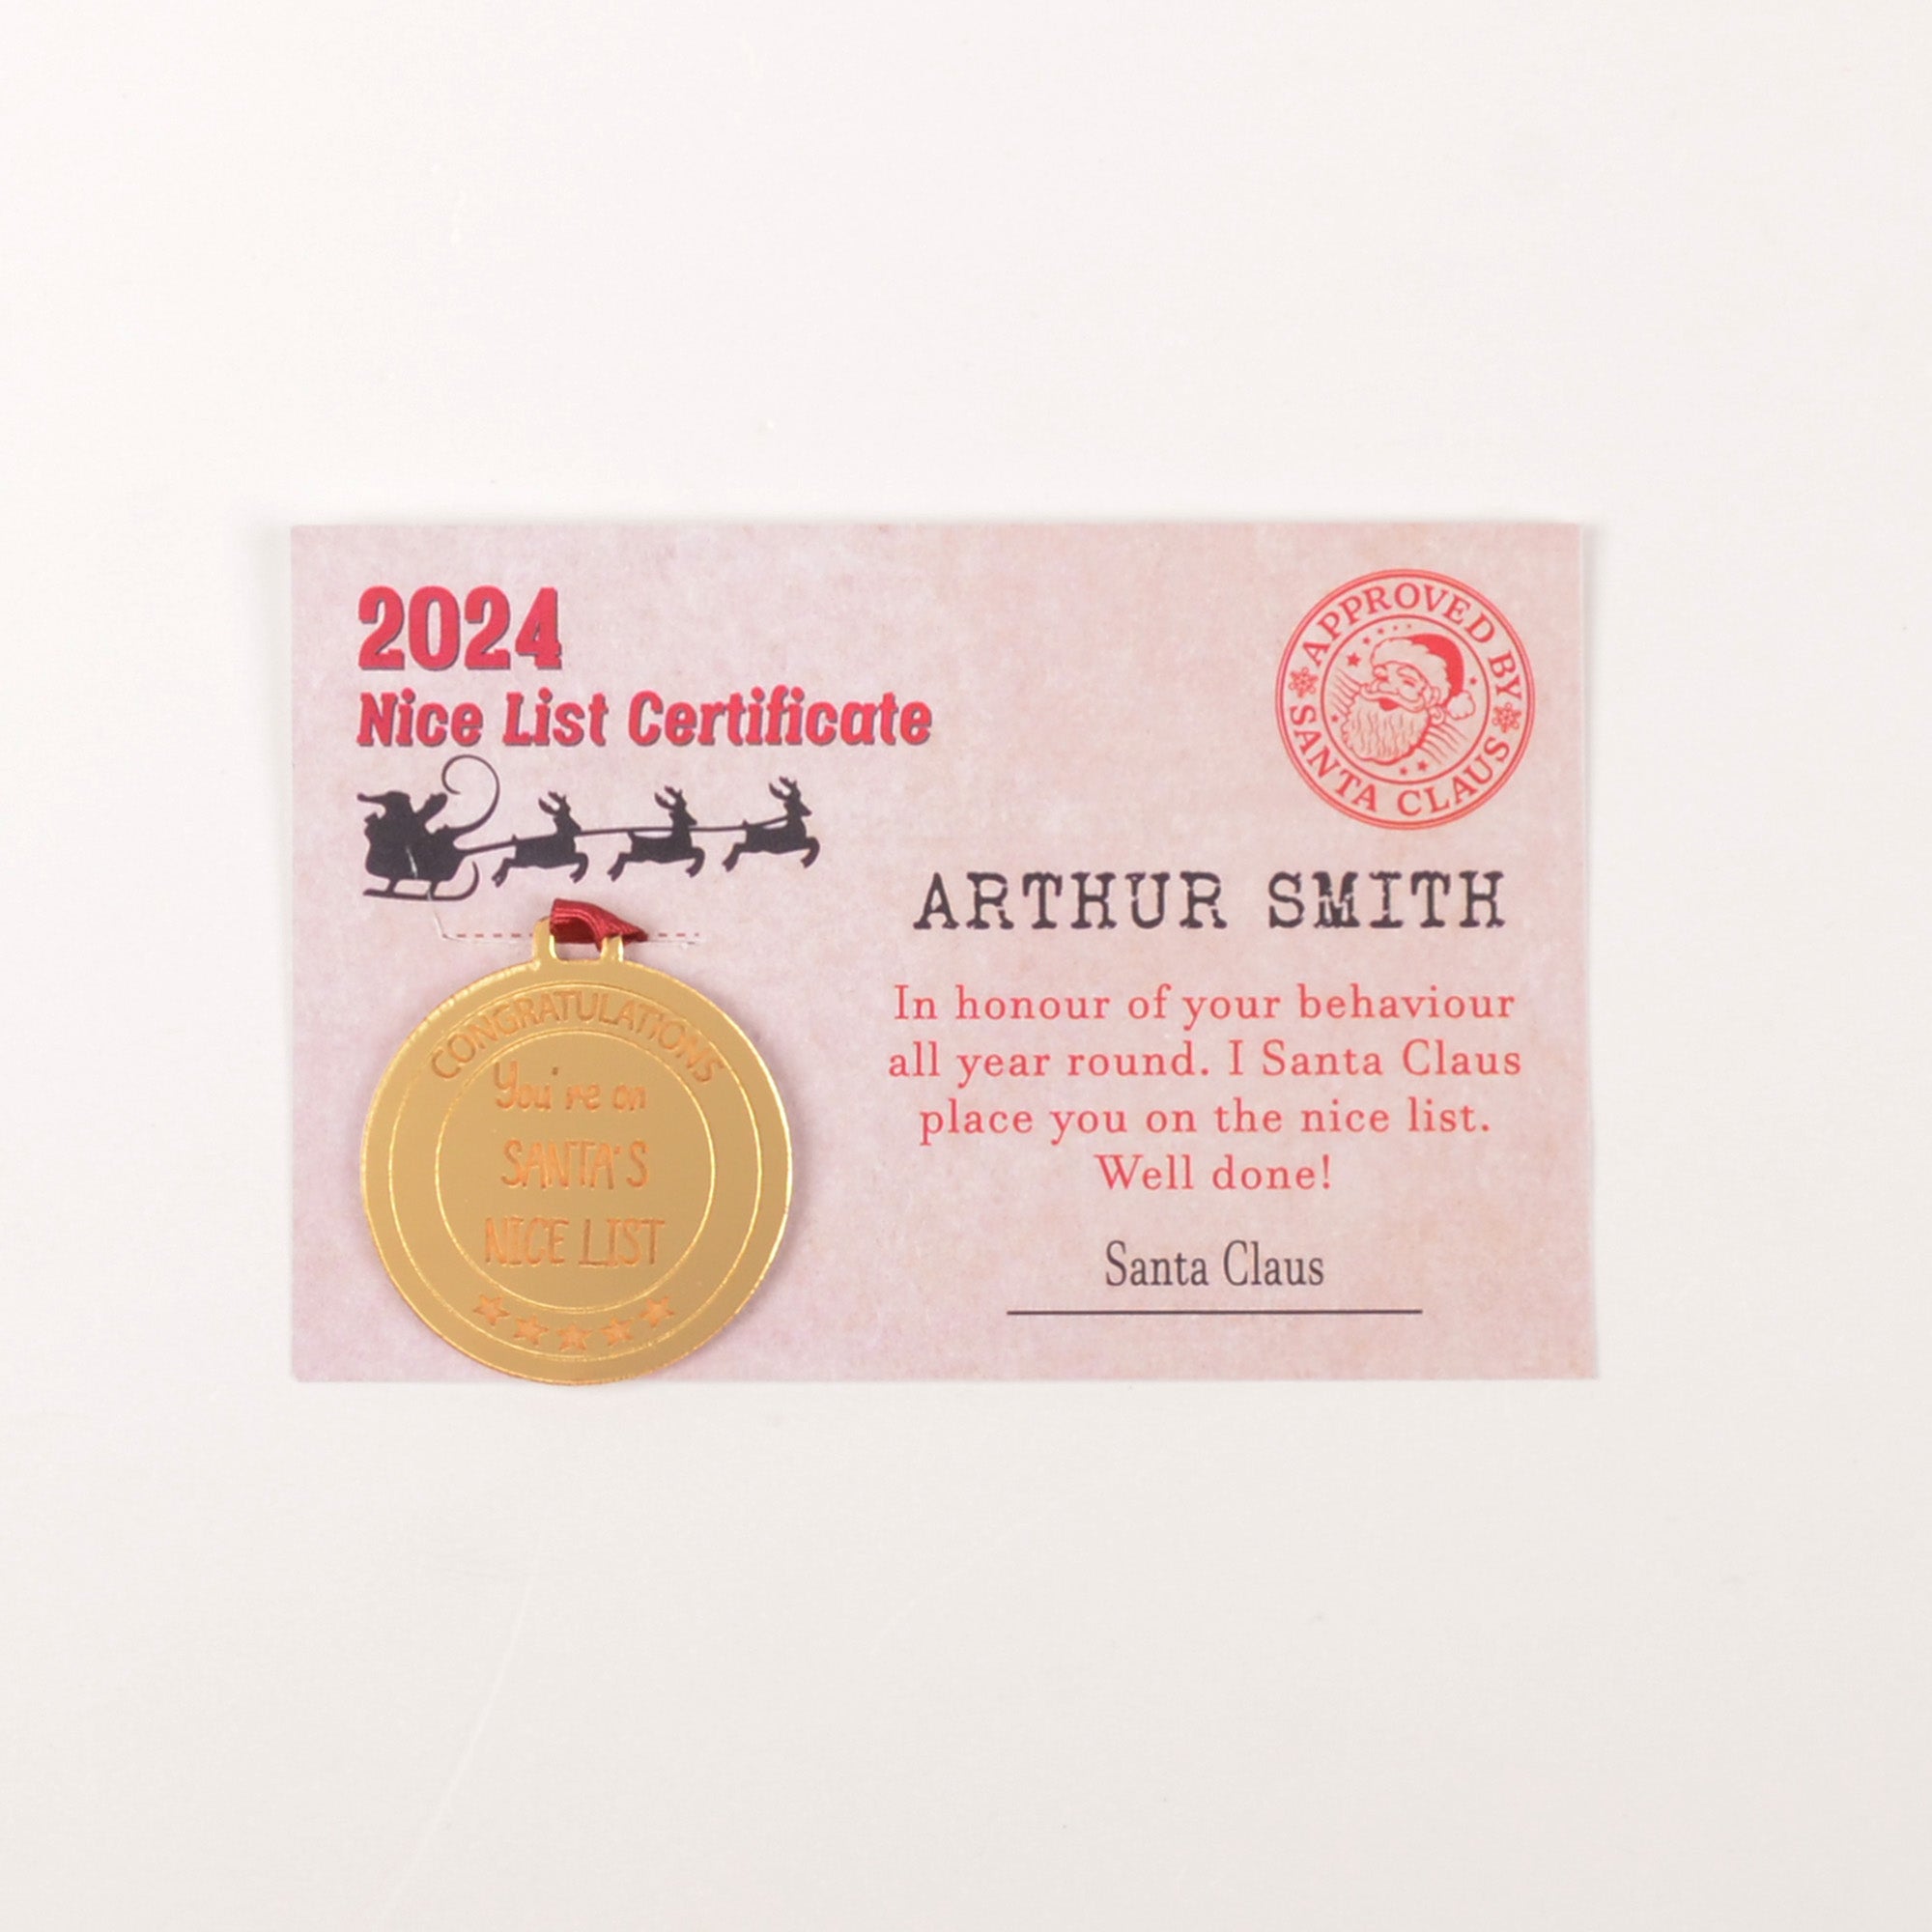 2024
Nice List Certificate
APPROVED BY
SANTA CLAUS
ARTHUR SMITH
In honour of your behaviour
all year round. I Santa Claus
place you on the nice list.
Well done!
Santa Claus
CONGRATULATIONS
You're on
SANTA'S
NICE LIST